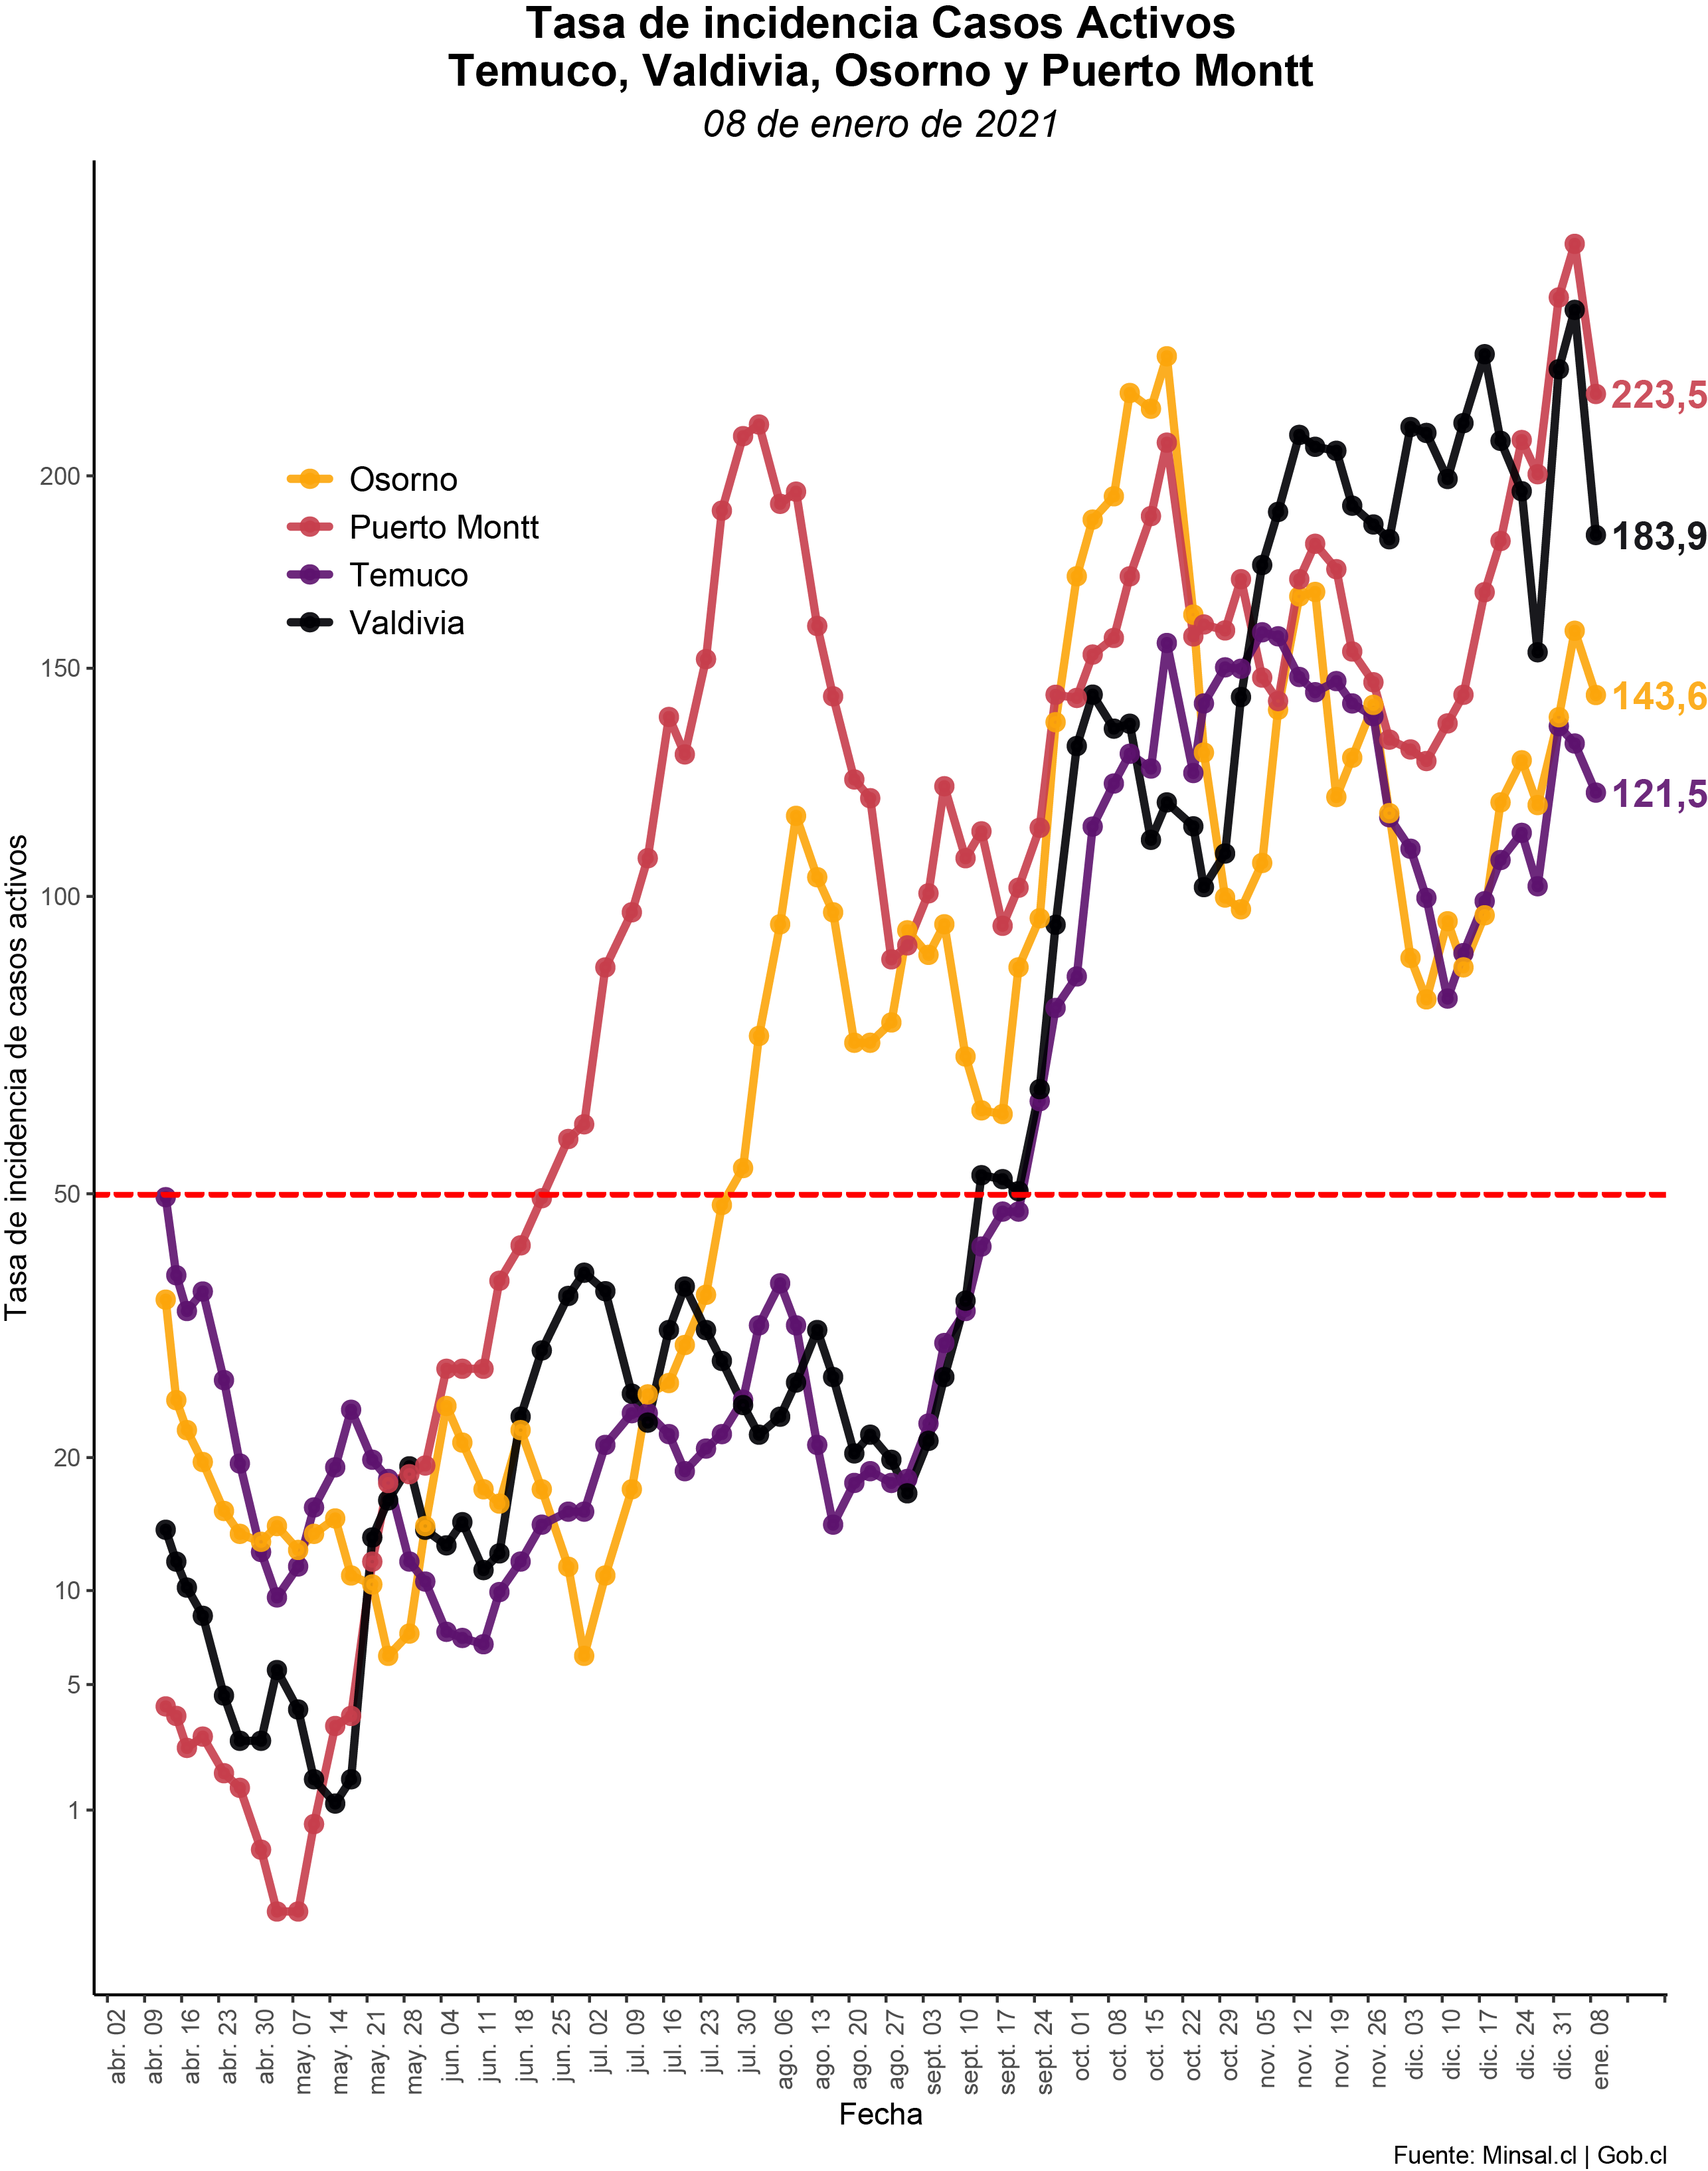 Tasa de incidencia Casos Activos
Temuco, Valdivia, Osorno y Puerto Montt
08 de enero de 2021
Tasa de incidencia de casos activos
200
150
100
50
20
10
5
1
Osorno
Puerto Montt
Temuco
Valdivia
223,5
183,9
143,6
121,5
abr. 02
abr. 09
abr. 16
abr. 23
abr. 30
may. 07
may. 14
may. 21
may. 28
jun. 04
jun. 11
jun. 18
jun. 25
jul. 02
jul. 09
jul. 16
jul. 23
jul. 30
ago. 06
ago. 13
ago. 20
ago. 27
sept. 03
sept. 10
sept. 17
sept. 24
oct. 01
oct. 08
oct. 15
oct. 22
oct. 29
nov. 05
nov. 12
nov. 19
nov. 26
dic. 03
dic. 10
dic. 17
dic. 24
dic. 31
ene. 08
Fecha
Fuente: Minsal.cl | Gob.cl